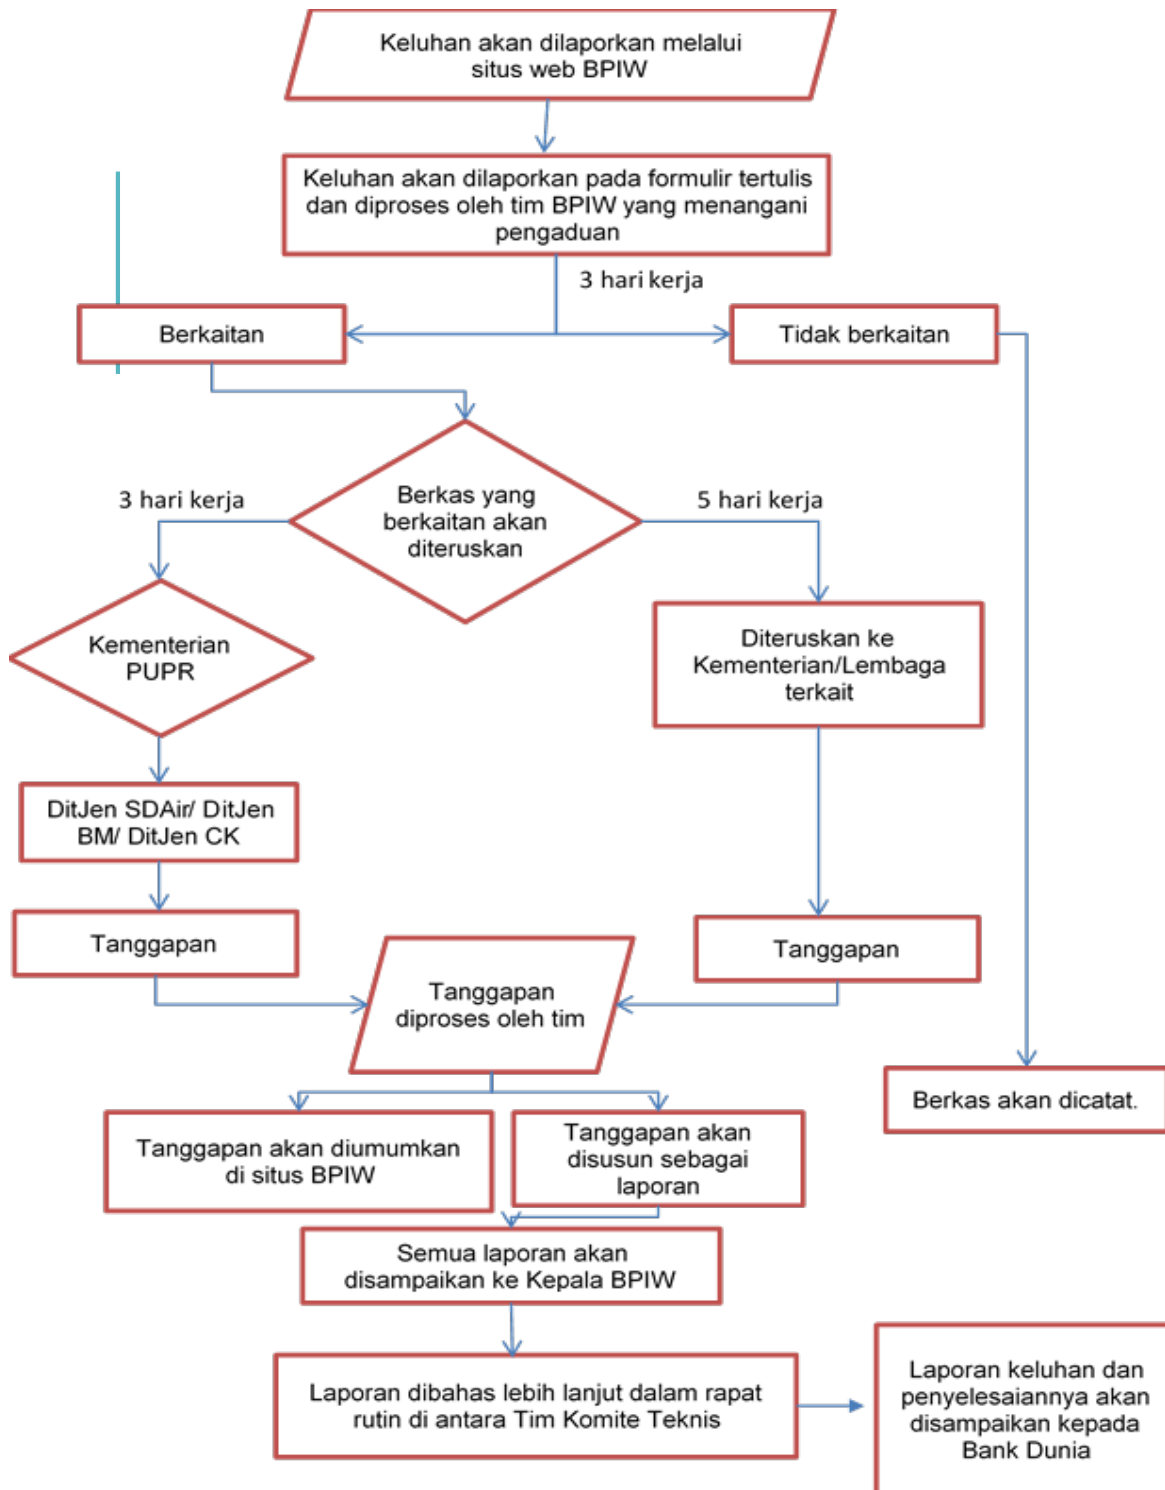 Keluhan akan dilaporkan melalui
situs web BPIW
Keluhan akan dilaporkan pada formulir tertulis
dan diproses oleh tim BPIW yang menangani
pengaduan
3 hari kerja
Berkaitan
Tidak berkaitan
3 hari kerja
Berkas yang
berkaitan akan
diteruskan
5 hari kerja
Kementerian
PUPR
Diteruskan ke
Kementerian/Lembaga
terkait
DitJen SDAir/ DitJen
BM/ DitJen CK
Tanggapan
Tanggapan
Tanggapan
diproses oleh tim
Berkas akan dicatat.
Tanggapan akan diumumkan
di situs BPIW
Tanggapan akan
disusun sebagai
laporan
Semua laporan akan
disampaikan ke Kepala BPIW
Laporan dibahas lebih lanjut dalam rapat
rutin di antara Tim Komite Teknis
Laporan keluhan dan
penyelesaiannya akan
disampaikan kepada
Bank Dunia